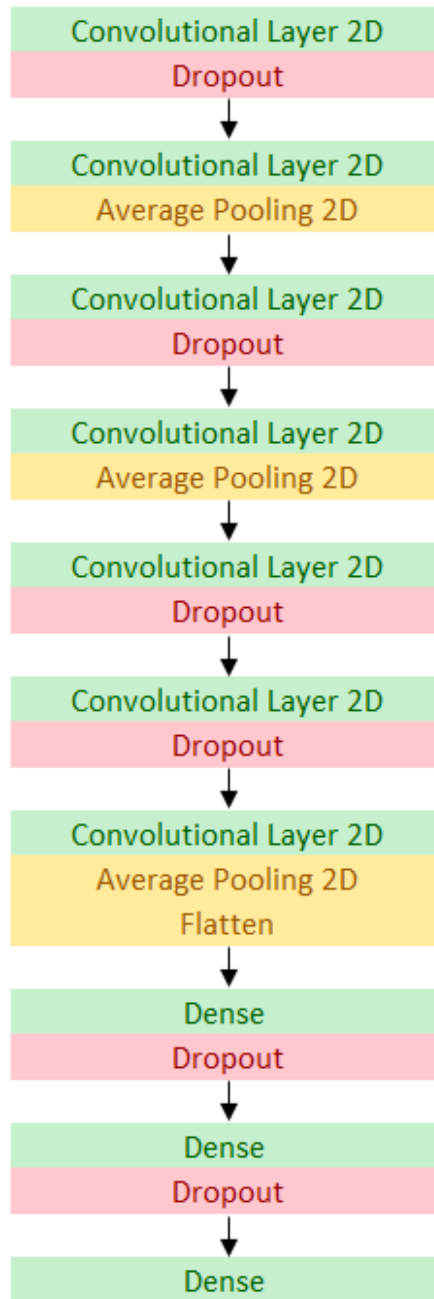 Convolutional Layer 2D
Dropout
Convolutional Layer 2D
Average Pooling 2D
Convolutional Layer 2D
Dropout
Convolutional Layer 2D
Average Pooling 2D
Convolutional Layer 2D
Dropout
Convolutional Layer 2D
Dropout
Convolutional Layer 2D
Average Pooling 2D
Flatten
Dense
Dropout
Dense
Dropout
Dense